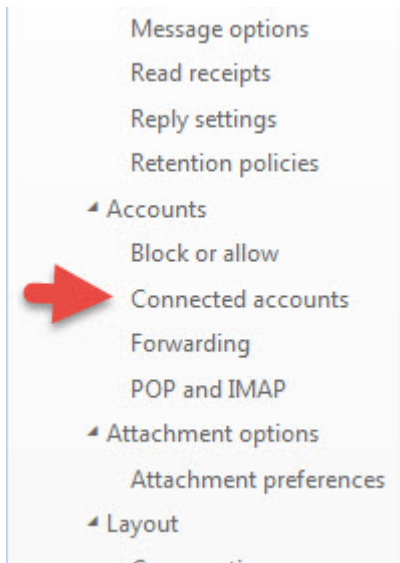 Message options
Read receipts
Reply settings
Retention policies
Accounts
Block or allow
Connected accounts
Forwarding
POP and IMAP
Attachment options
Attachment preferences
Layout